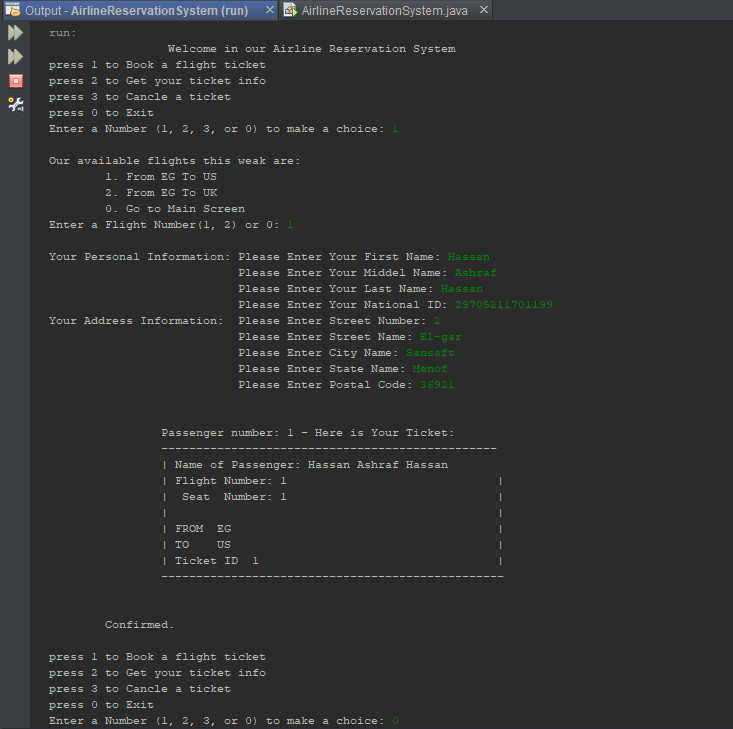 Output - AirlineReservationSystem (run) × AirlineReservationSystem.java ×
run:
Welcome in our Airline Reservation System
press 1 to Book a flight ticket
press 2 to Get your ticket info
press 3 to Cancle a ticket
press 0 to Exit
Enter a Number (1, 2, 3, or 0) to make a choice: 1
Our available flights this weak are:
1. From EG To US
2. From EG To UK
0. Go to Main Screen
Enter a Flight Number(1, 2) or 0: 1
Your Personal Information: Please Enter Your First Name: Hassan
Please Enter Your Middel Name: Ashraf
Please Enter Your Last Name: Hassan
Please Enter Your National ID: 29705211701199
Your Address Information: Please Enter Street Number: 2
Please Enter Street Name: El-gsr
Please Enter City Name: Sansaft
Please Enter State Name: Menof
Please Enter Postal Code: 36921
Passenger number: 1 - Here is Your Ticket:
------------------------------------------------
| Name of Passenger: Hassan Ashraf Hassan
| Flight Number: 1 |
| Seat Number: 1 |
| |
| FROM EG |
| TO US |
| Ticket ID 1 |
-------------------------------------------------
Confirmed.
press 1 to Book a flight ticket
press 2 to Get your ticket info
press 3 to Cancle a ticket
press 0 to Exit
Enter a Number (1, 2, 3, or 0) to make a choice: 0